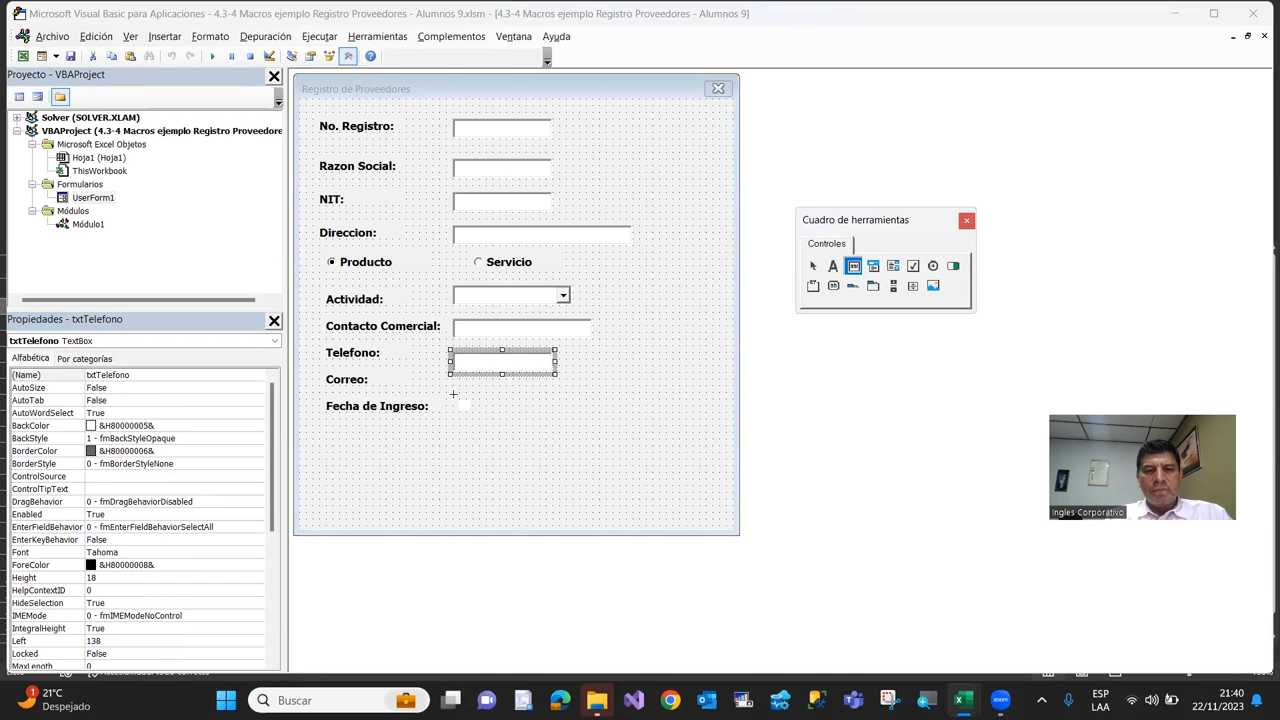 Microsoft Visual Basic para Aplicaciones - 4.3-4 Macros ejemplo Registro Proveedores - Alumnos 9.xlsm - [4.3-4 Macros ejemplo Registro Proveedores - Alumnos 9]
Archivo Edición Ver Insertar Formato Depuración Ejecutar Herramientas Complementos Ventana Ayuda
Proyecto - VBAProject
Solver (SOLVER.XLAM)
VBAProject (4.3-4 Macros ejemplo Registro Proveedore
Microsoft Excel Objetos
Hoja1 (Hoja1)
ThisWorkbook
Formularios
UserForm1
Módulos
Módulo1
Propiedades - txtTelefono
txtTelefono TextBox
Alfabética Por categorías
(Name) txtTelefono
AutoSize False
AutoTab False
AutoWordSelect True
BackColor &H80000005&
BackStyle 1 - fmBackStyleOpaque
BorderColor &H80000006&
BorderStyle 0 - fmBorderStyleNone
ControlSource
ControlTipText
DragBehavior 0 - fmDragBehaviorDisabled
Enabled True
EnterFieldBehavior 0 - fmEnterFieldBehaviorSelectAll
EnterKeyBehavior False
Font Tahoma
ForeColor &H80000008&
Height 18
HelpContextID 0
HideSelection True
IMEMode 0 - fmIMEModeNoControl
IntegralHeight True
Left 138
Locked False
MaxLength 0
Registro de Proveedores
No. Registro:
Razon Social:
NIT:
Direccion:
Producto Servicio
Actividad:
Contacto Comercial:
Telefono:
Correo:
Fecha de Ingreso:
Cuadro de herramientas
Controles
Ingles Corporativo
21°C
Despejado
Buscar
ESP
LAA
21:40
22/11/2023